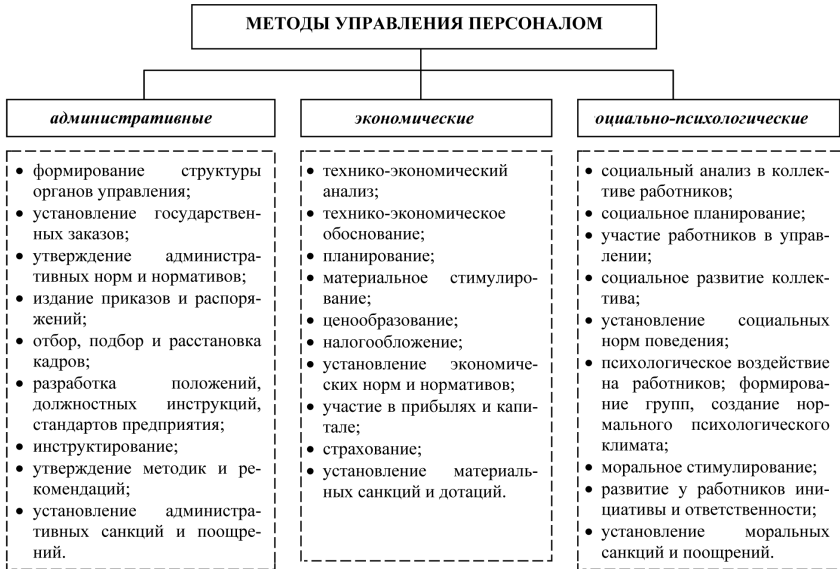 МЕТОДЫ УПРАВЛЕНИЯ ПЕРСОНАЛОМ
административные
• формирование структуры
органов управления;
• установление государствен-
ных заказов;
• утверждение администра-
тивных норм и нормативов;
• издание приказов и распоря-
жений;
• отбор, подбор и расстановка
кадров;
• разработка положений,
должностных инструкций,
стандартов предприятия;
• инструктирование;
• утверждение методик и ре-
комендаций;
• установление администра-
тивных санкций и поощре-
ний.
экономические
• технико-экономический
анализ;
• технико-экономическое
обоснование;
• планирование;
• материальное стимулиро-
вание;
• ценообразование;
• налогообложение;
• установление экономиче-
ских норм и нормативов;
• участие в прибылях и капи-
тале;
• страхование;
• установление материаль-
ных санкций и дотаций.
оциально-психологические
• социальный анализ в коллек-
тиве работников;
• социальное планирование;
• участие работников в управ-
лении;
• социальное развитие коллек-
тива;
• установление социальных
норм поведения;
• психологическое воздействие
на работников; формирова-
ние групп, создание нор-
мального психологического
климата;
• моральное стимулирование;
• развитие у работников ини-
циативы и ответственности;
• установление моральных
санкций и поощрений.